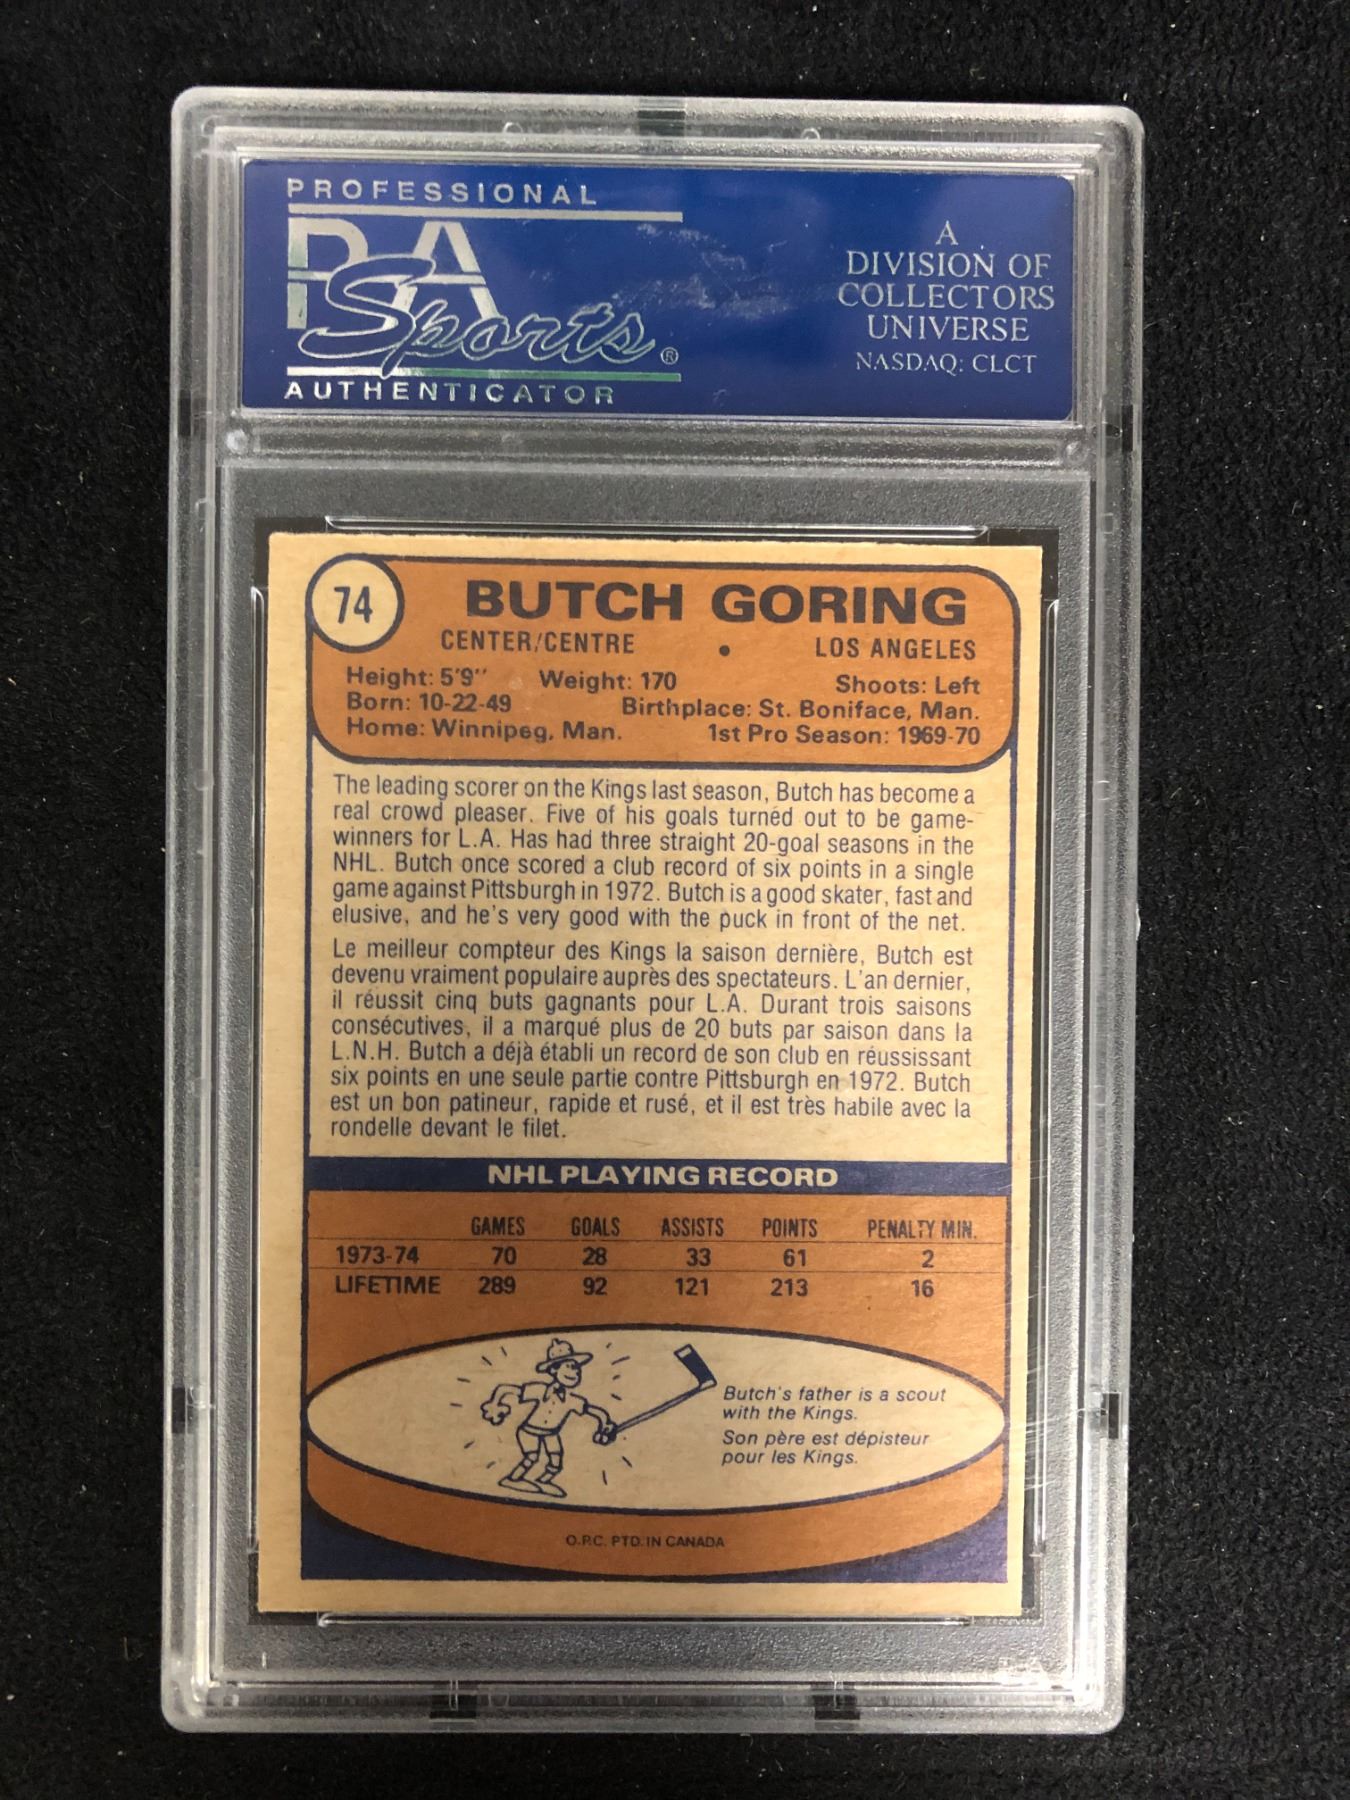 PROFESSIONAL
PSA
Sports®
AUTHENTICATOR
A
DIVISION OF
COLLECTORS
UNIVERSE
NASDAQ: CLCT
74
BUTCH GORING
CENTER/CENTRE • LOS ANGELES
Height: 5'9" Weight: 170 Shoots: Left
Born: 10-22-49 Birthplace: St. Boniface, Man.
Home: Winnipeg, Man. 1st Pro Season: 1969-70
The leading scorer on the Kings last season, Butch has become a
real crowd pleaser. Five of his goals turned out to be game-
winners for L.A. Has had three straight 20-goal seasons in the
NHL. Butch once scored a club record of six points in a single
game against Pittsburgh in 1972. Butch is a good skater, fast and
elusive, and he's very good with the puck in front of the net.
Le meilleur compteur des Kings la saison dernière, Butch est
devenu vraiment populaire auprès des spectateurs. L'an dernier,
il réussit cinq buts gagnants pour L.A. Durant trois saisons
consécutives, il a marqué plus de 20 buts par saison dans la
L.N.H. Butch a déjà établi un record de son club en réussissant
six points en une seule partie contre Pittsburgh en 1972. Butch
est un bon patineur, rapide et rusé, et il est très habile avec la
rondelle devant le filet.
NHL PLAYING RECORD
GAMES GOALS ASSISTS POINTS PENALTY MIN.
1973-74 70 28 33 61 2
LIFETIME 289 92 121 213 16
Butch's father is a scout
with the Kings.
Son père est dépisteur
pour les Kings.
O.P.C. PTD. IN CANADA